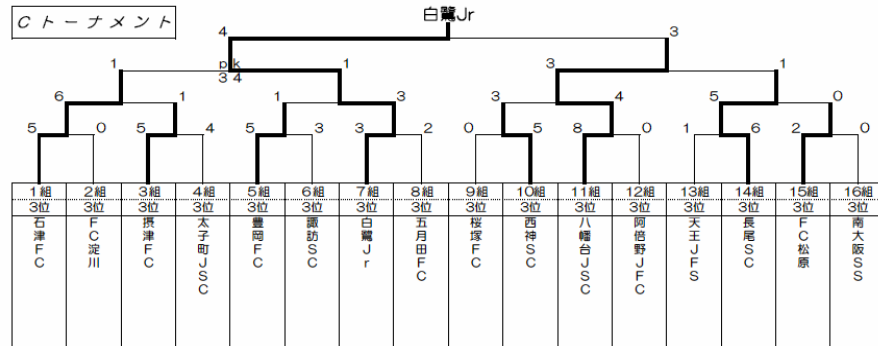 Cトーナメント
白鷺Jr
4 3
1 pk 1 3 1
3 4
6 1 1 3 3 4 5 0
5 0 5 4 5 3 3 2 0 5 8 0 1 6 2 0
1組 2組 3組 4組 5組 6組 7組 8組 9組 10組 11組 12組 13組 14組 15組 16組
3位 3位 3位 3位 3位 3位 3位 3位 3位 3位 3位 3位 3位 3位 3位 3位
石津FC
FC淀川
摂津FC
太子町JSC
豊岡FC
諏訪SC
白鷺Jr
五月田FC
桜塚FC
西神SC
八幡台JSC
阿倍野JFC
天王JFS
長尾SC
FC松原
南大阪SS